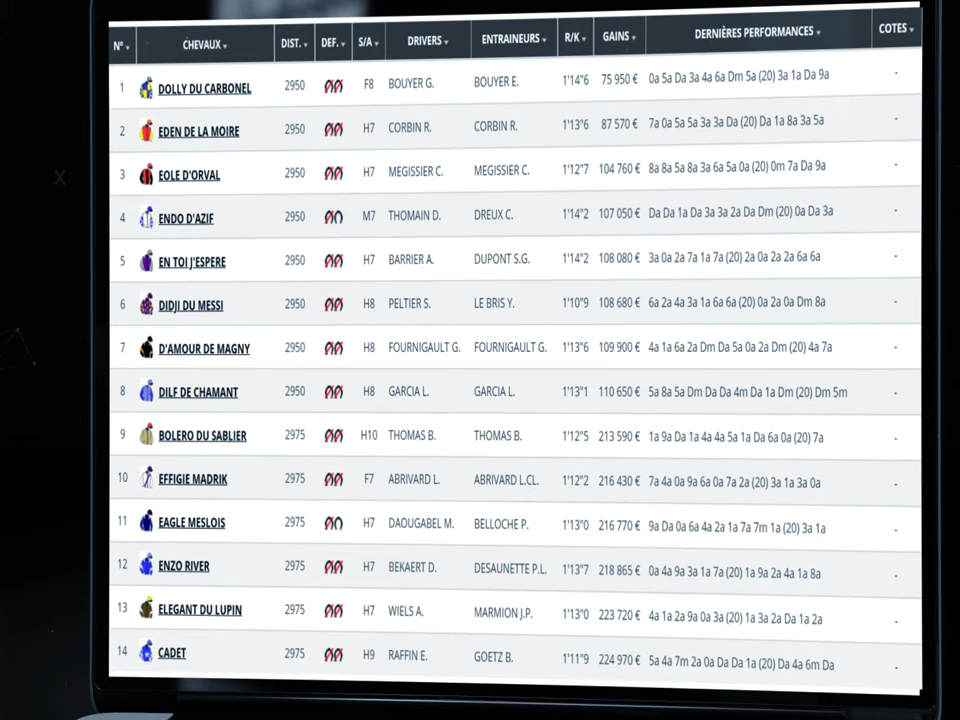 N° CHEVAUX DIST. DEF. S/A DRIVERS ENTRAINEURS R/K GAINS DERNIÈRES PERFORMANCES COTES
1 DOLLY DU CARBONEL 2950 F8 BOUYER G. BOUYER E. 1'14"6 75 950 € 0a 5a Da 3a 4a 6a Dm 5a (20) 3a 1a Da 9a -
2 EDEN DE LA MOIRE 2950 H7 CORBIN R. CORBIN R. 1'13"6 87 570 € 7a 0a 5a 5a 3a 3a Da (20) Da 1a 8a 3a 5a -
3 EOLE D'ORVAL 2950 H7 MEGISSIER C. MEGISSIER C. 1'12"7 104 760 € 8a 8a 5a 8a 3a 6a 5a 0a (20) 0m 7a Da 9a -
4 ENDO D'AZIF 2950 M7 THOMAIN D. DREUX C. 1'14"2 107 050 € Da Da 1a Da 3a 3a 2a Da Dm (20) 0a Da 3a -
5 EN TOI J'ESPERE 2950 H7 BARRIER A. DUPONT S.G. 1'14"2 108 080 € 3a 0a 2a 7a 1a 7a (20) 2a 0a 2a 2a 6a 6a -
6 DIDJI DU MESSI 2950 H8 PELTIER S. LE BRIS Y. 1'10"9 108 680 € 6a 2a 4a 3a 1a 6a 6a (20) 0a 2a 0a Dm 8a -
7 D'AMOUR DE MAGNY 2950 H8 FOURNIGAULT G. FOURNIGAULT G. 1'13"6 109 900 € 4a 1a 6a 2a Dm Da 5a 0a 2a Dm (20) 4a 7a -
8 DILF DE CHAMANT 2950 H8 GARCIA L. GARCIA L. 1'13"1 110 650 € 5a 8a 5a Dm Da Da 4m Da 1a Dm (20) Dm 5m -
9 BOLERO DU SABLIER 2975 H10 THOMAS B. THOMAS B. 1'12"5 213 590 € 1a 9a Da 1a 4a 4a 5a 1a Da 6a 0a (20) 7a -
10 EFFIGIE MADRIK 2975 F7 ABRIVARD L. ABRIVARD L.CL. 1'12"2 216 430 € 7a 4a 0a 9a 6a 0a 7a 2a (20) 3a 1a 3a 0a -
11 EAGLE MESLOIS 2975 H7 DAOUGABEL M. BELLOCHE P. 1'13"0 216 770 € 9a Da 0a 6a 4a 2a 1a 7a 7m 1a (20) 3a 1a -
12 ENZO RIVER 2975 H7 BEKAERT D. DESAUNETTE P.L. 1'13"7 218 865 € 0a 4a 9a 3a 1a 7a (20) 1a 9a 2a 4a 1a 8a -
13 ELEGANT DU LUPIN 2975 H7 WIELS A. MARMION J.P. 1'13"0 223 720 € 4a 1a 2a 9a 0a 3a (20) 1a 3a 2a Da 1a 2a -
14 CADET 2975 H9 RAFFIN E. GOETZ B. 1'11"9 224 970 € 5a 4a 7m 2a 0a Da Da 1a (20) Da 4a 6m Da -